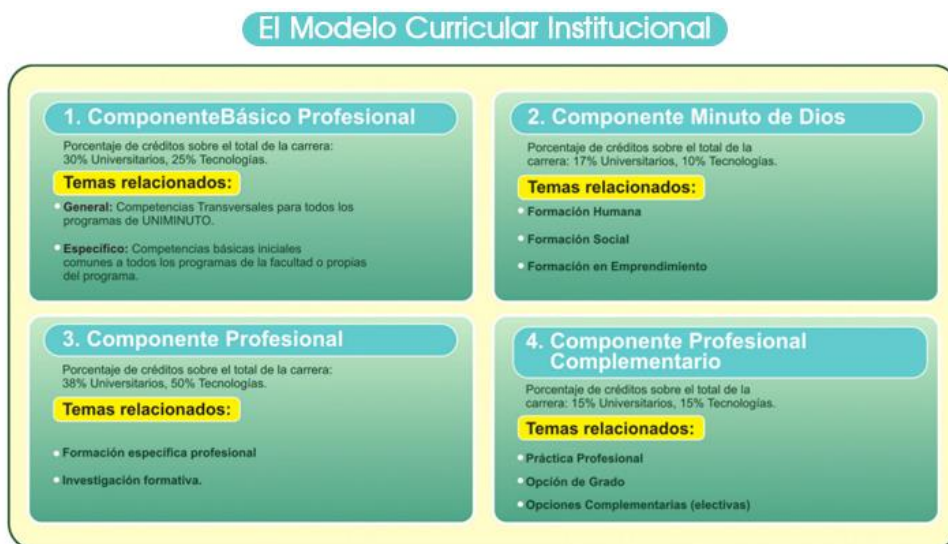 El Modelo Curricular Institucional
1. ComponenteBásico Profesional
Porcentaje de créditos sobre el total de la carrera:
30% Universitarios, 25% Tecnologías.
Temas relacionados:
General: Competencias Transversales para todos los
programas de UNIMINUTO.
Específico: Competencias básicas iniciales
comunes a todos los programas de la facultad o propias
del programa.
2. Componente Minuto de Dios
Porcentaje de créditos sobre el total de la
carrera: 17% Universitarios, 10% Tecnologías.
Temas relacionados:
Formación Humana
Formación Social
Formación en Emprendimiento
3. Componente Profesional
Porcentaje de créditos sobre el total de la carrera:
38% Universitarios, 50% Tecnologías.
Temas relacionados:
Formación específica profesional
Investigación formativa.
4. Componente Profesional
Complementario
Porcentaje de créditos sobre el total de la
carrera: 15% Universitarios, 15% Tecnologías.
Temas relacionados:
Práctica Profesional
Opción de Grado
Opciones Complementarias (electivas)